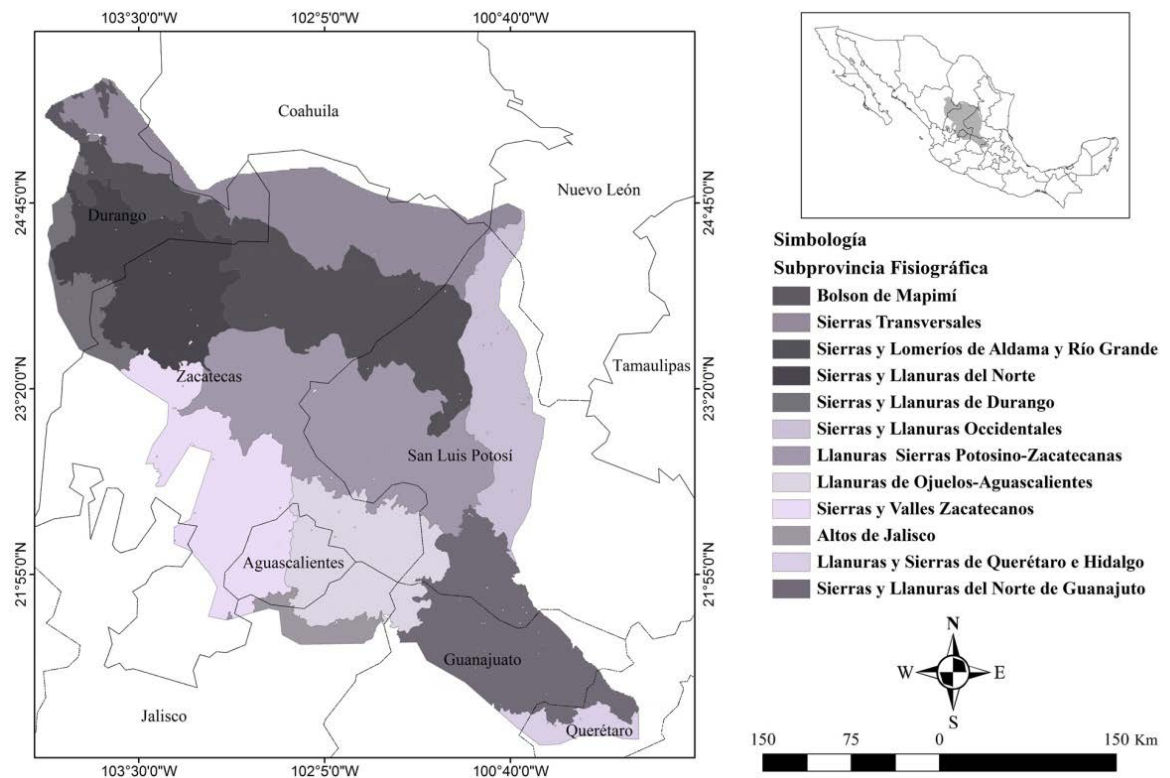 103°30'0"W 102°5'0"W 100°40'0"W
Coahuila
Nuevo León
24°45'0"N 24°45'0"N
Durango
Tamaulipas
Zacatecas
23°20'0"N 23°20'0"N
San Luis Potosí
Aguascalientes
21°55'0"N 21°55'0"N
Guanajuato
Jalisco
Querétaro
103°30'0"W 102°5'0"W 100°40'0"W
Simbología
Subprovincia Fisiográfica
Bolson de Mapimí
Sierras Transversales
Sierras y Lomeríos de Aldama y Río Grande
Sierras y Llanuras del Norte
Sierras y Llanuras de Durango
Sierras y Llanuras Occidentales
Llanuras Sierras Potosino-Zacatecanas
Llanuras de Ojuelos-Aguascalientes
Sierras y Valles Zacatecanos
Altos de Jalisco
Llanuras y Sierras de Querétaro e Hidalgo
Sierras y Llanuras del Norte de Guanajuto
N
W E
S
150 75 0 150 Km